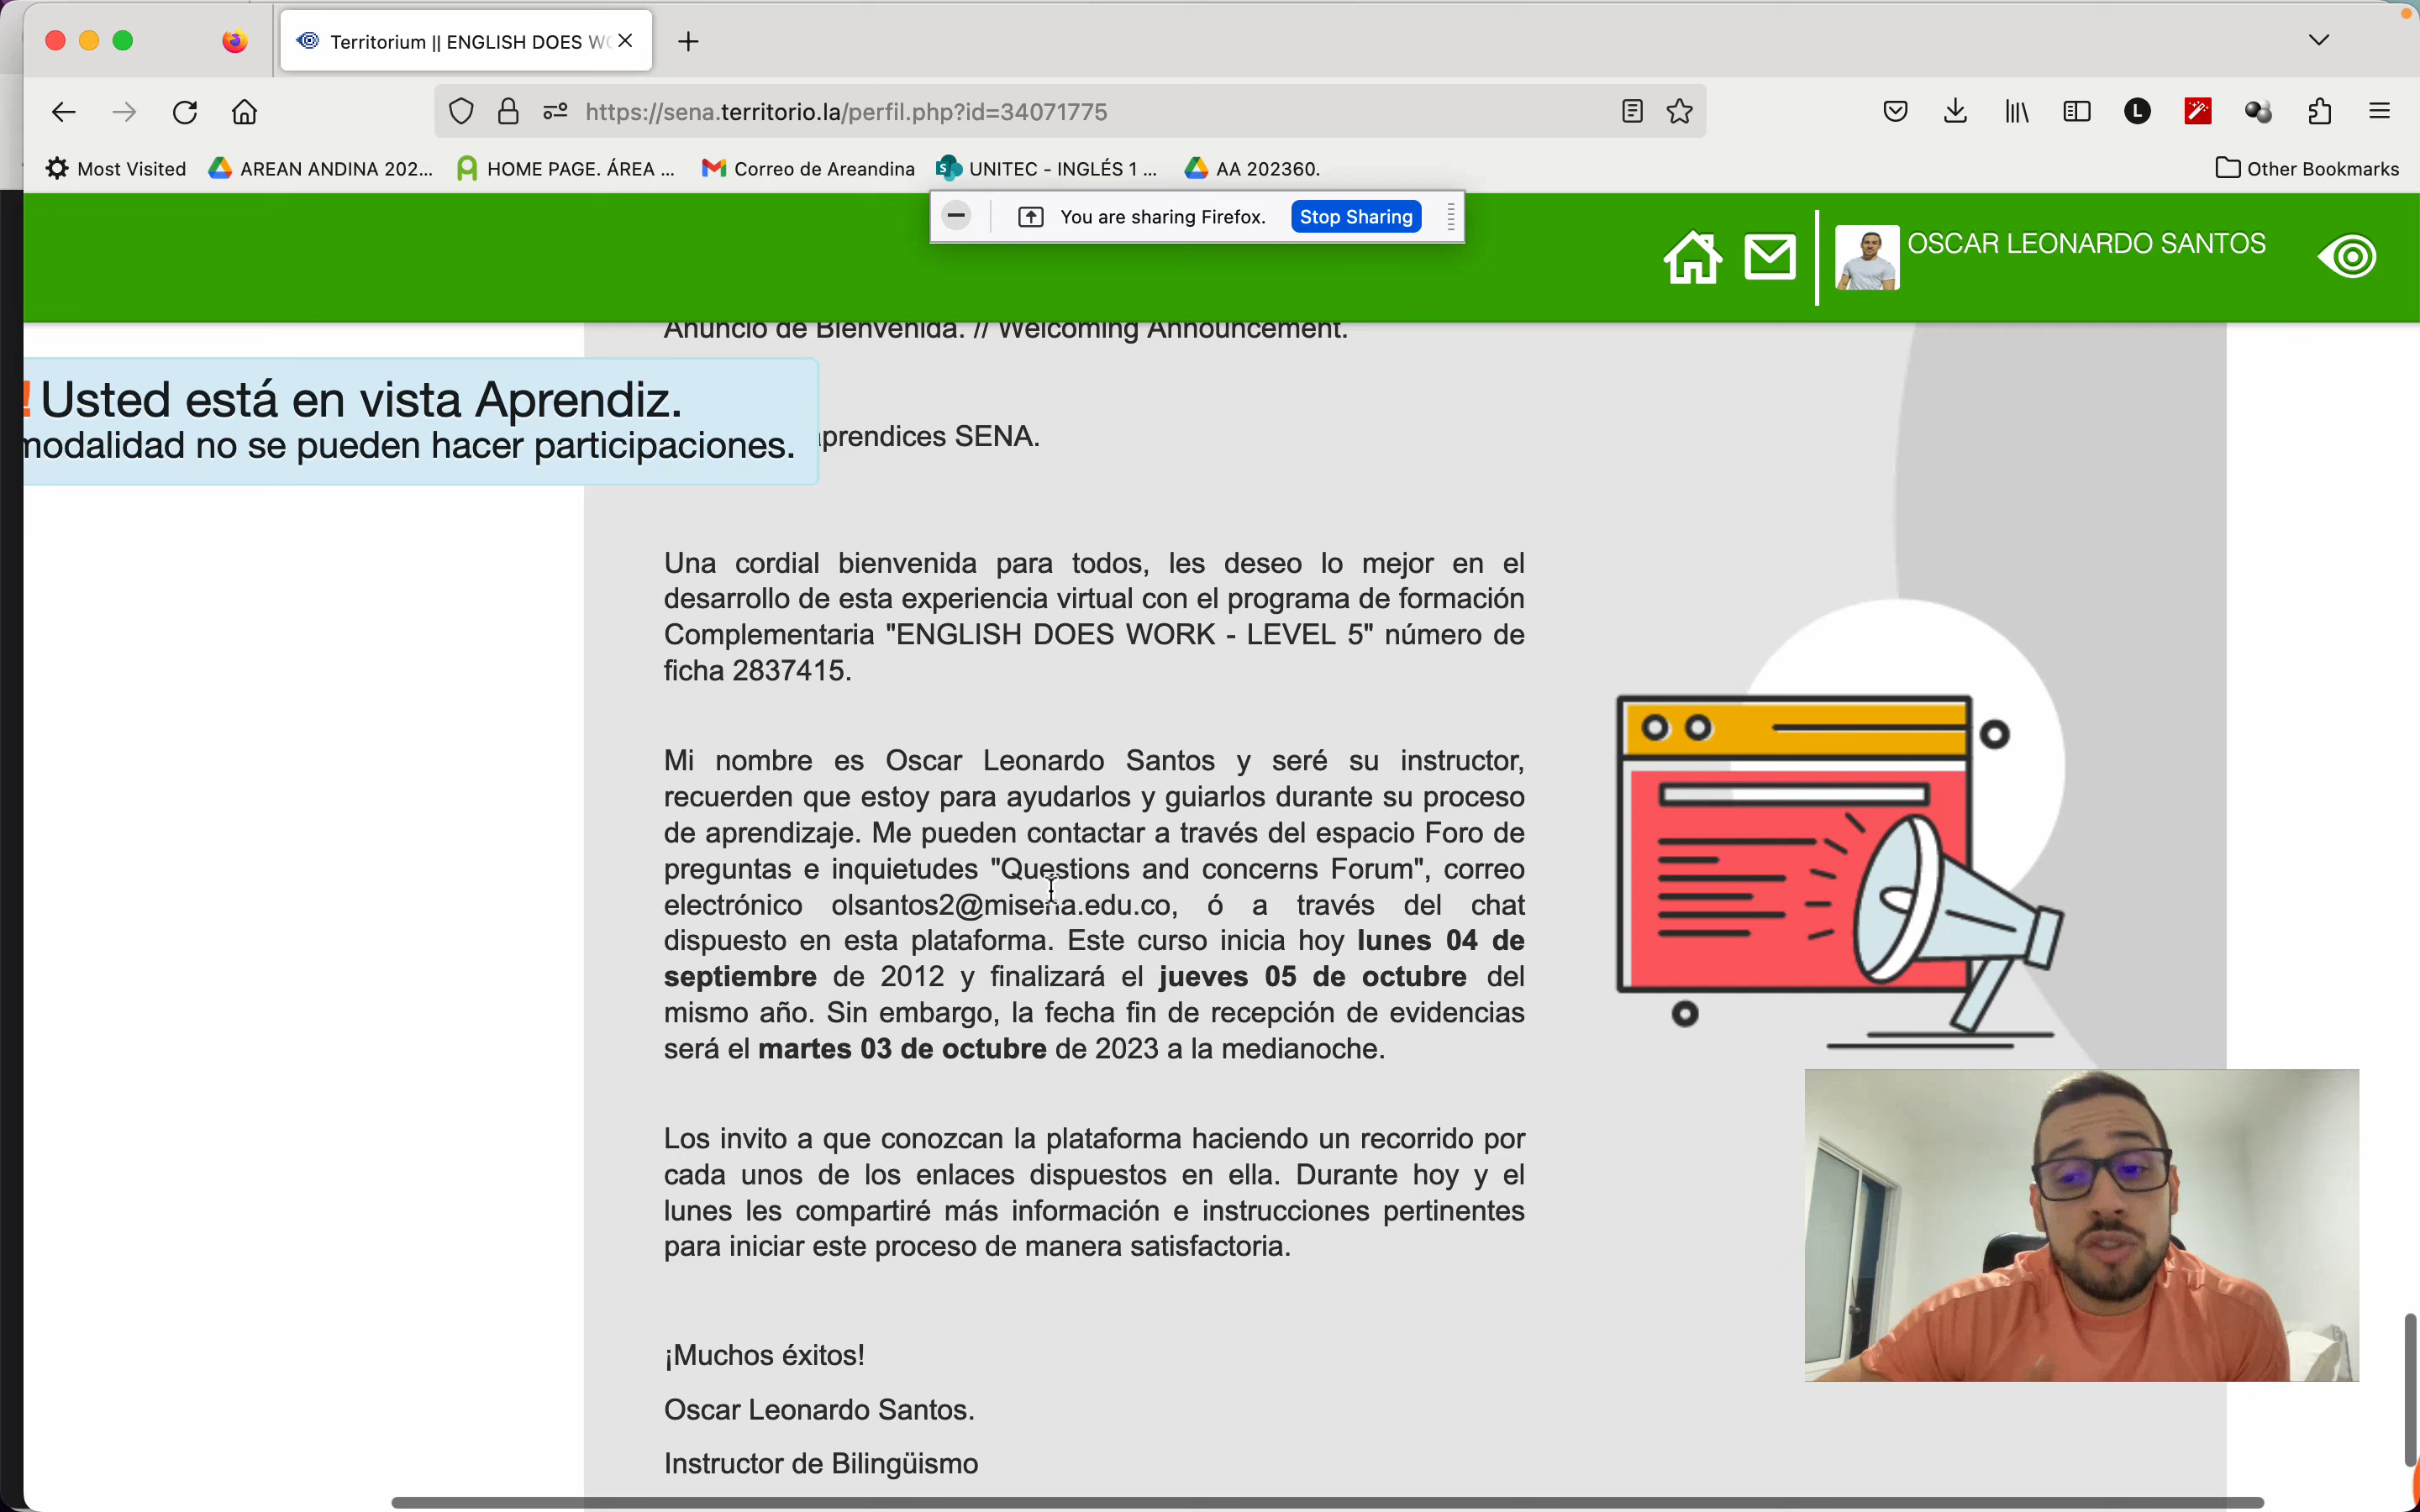 Territorium || ENGLISH DOES WO
https://sena.territorio.la/perfil.php?id=34071775
L
Most Visited
AREAN ANDINA 202...
HOME PAGE. ÁREA ...
Correo de Areandina
UNITEC - INGLÉS 1 ...
AA 202360.
Other Bookmarks
You are sharing Firefox.
Stop Sharing
OSCAR LEONARDO SANTOS
Anuncio de Bienvenida. // Welcoming Announcement.
! Usted está en vista Aprendiz.
modalidad no se pueden hacer participaciones.
aprendices SENA.
Una cordial bienvenida para todos, les deseo lo mejor en el
desarrollo de esta experiencia virtual con el programa de formación
Complementaria "ENGLISH DOES WORK - LEVEL 5" número de
ficha 2837415.
Mi nombre es Oscar Leonardo Santos y seré su instructor,
recuerden que estoy para ayudarlos y guiarlos durante su proceso
de aprendizaje. Me pueden contactar a través del espacio Foro de
preguntas e inquietudes "Questions and concerns Forum", correo
electrónico olsantos2@misena.edu.co, ó a través del chat
dispuesto en esta plataforma. Este curso inicia hoy lunes 04 de
septiembre de 2012 y finalizará el jueves 05 de octubre del
mismo año. Sin embargo, la fecha fin de recepción de evidencias
será el martes 03 de octubre de 2023 a la medianoche.
Los invito a que conozcan la plataforma haciendo un recorrido por
cada unos de los enlaces dispuestos en ella. Durante hoy y el
lunes les compartiré más información e instrucciones pertinentes
para iniciar este proceso de manera satisfactoria.
¡Muchos éxitos!
Oscar Leonardo Santos.
Instructor de Bilingüismo